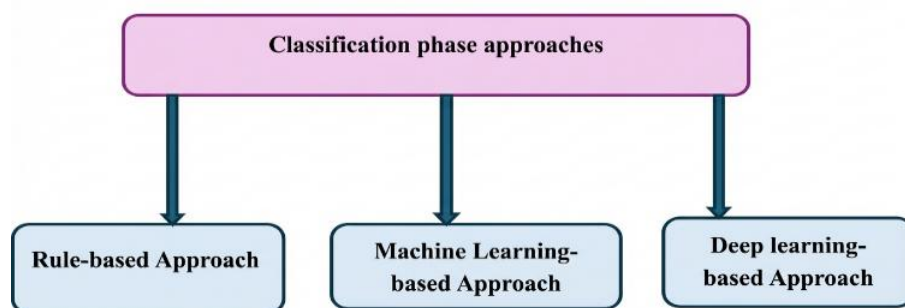 Classification phase approaches
Rule-based Approach
Machine Learning-
based Approach
Deep learning-
based Approach